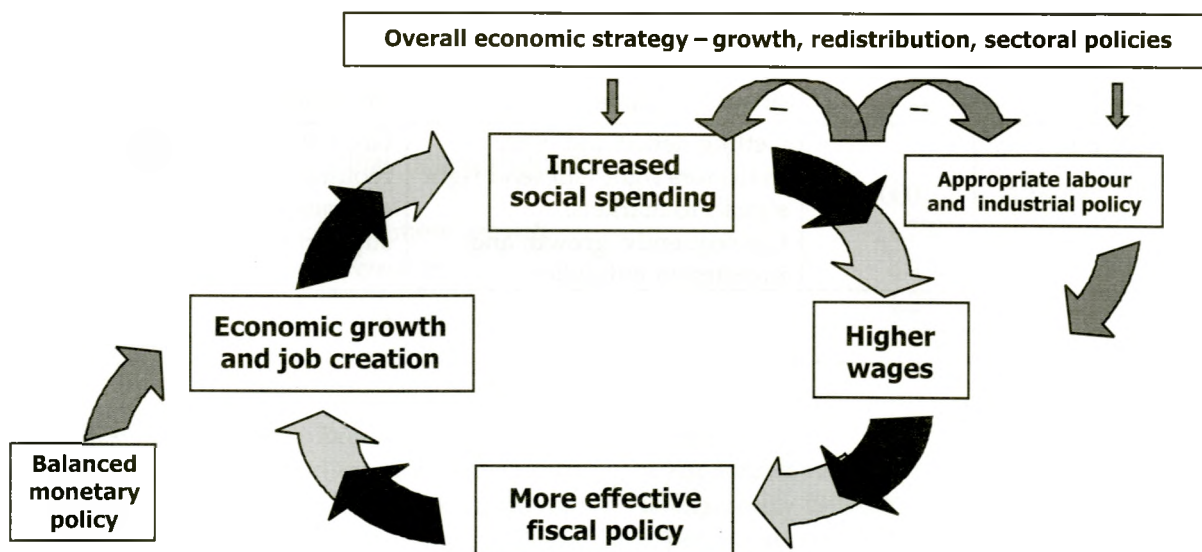 Overall economic strategy – growth, redistribution, sectoral policies
–
–
Increased
social spending
Appropriate labour
and industrial policy
Economic growth
and job creation
Higher
wages
Balanced
monetary
policy
More effective
fiscal policy